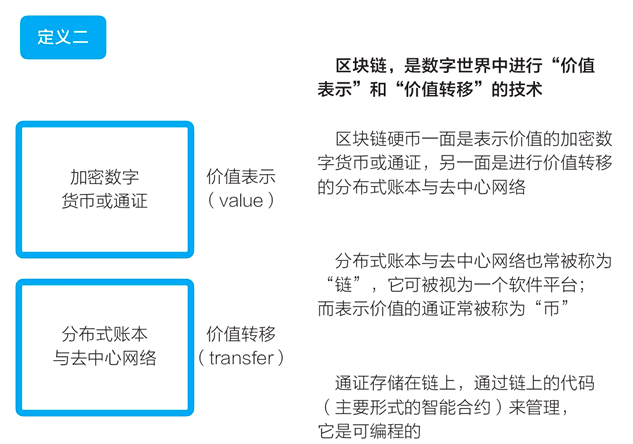 定义二
加密数字
货币或通证
价值表示
（value）
分布式账本
与去中心网络
价值转移
（transfer）
区块链，是数字世界中进行“价值
表示”和“价值转移”的技术
区块链硬币一面是表示价值的加密数
字货币或通证，另一面是进行价值转移
的分布式账本与去中心网络
分布式账本与去中心网络也常被称为
“链”，它可被视为一个软件平台；
而表示价值的通证常被称为“币”
通证存储在链上，通过链上的代码
（主要形式的智能合约）来管理，
它是可编程的